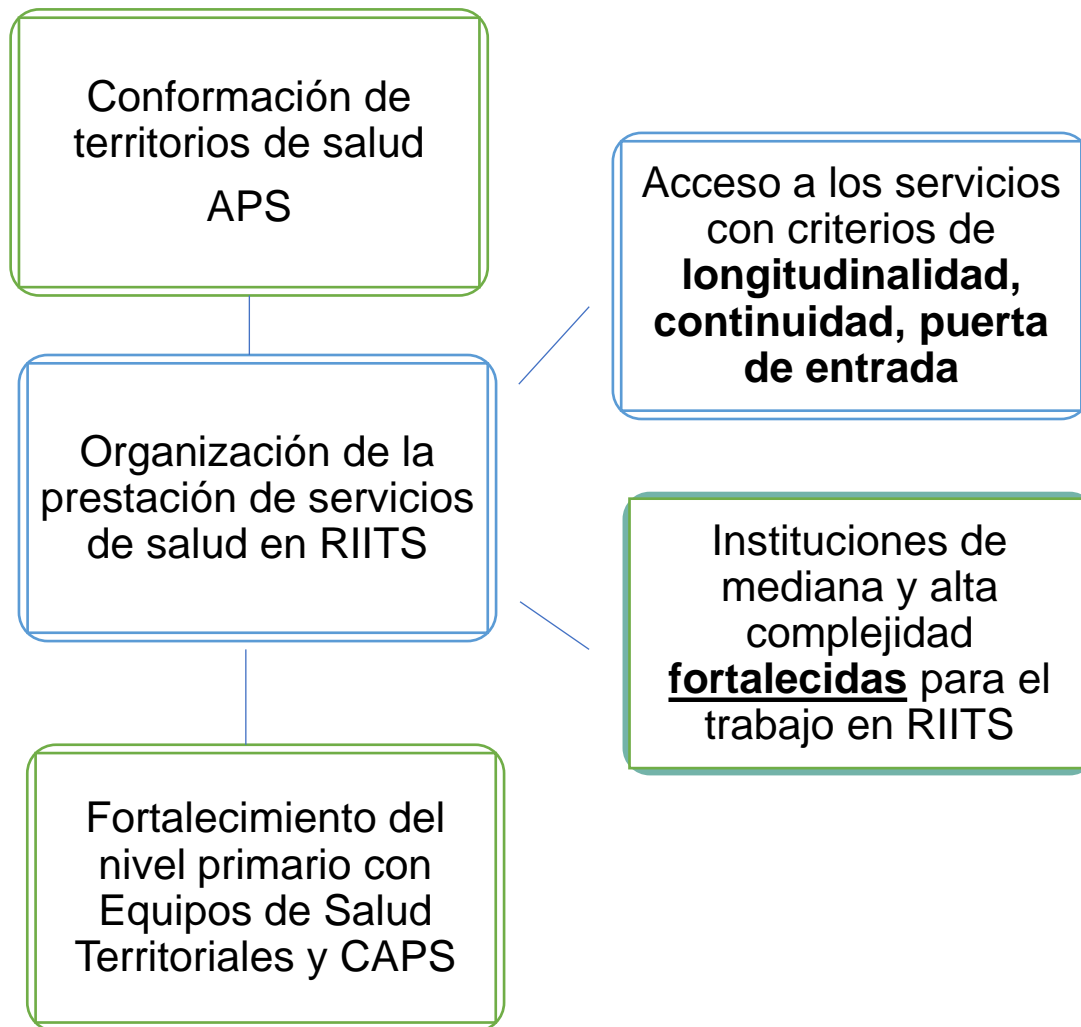 Conformación de
territorios de salud
APS
Acceso a los servicios
con criterios de
longitudinalidad,
continuidad, puerta
de entrada
Organización de la
prestación de servicios
de salud en RIITS
Instituciones de
mediana y alta
complejidad
fortalecidas para el
trabajo en RIITS
Fortalecimiento del
nivel primario con
Equipos de Salud
Territoriales y CAPS